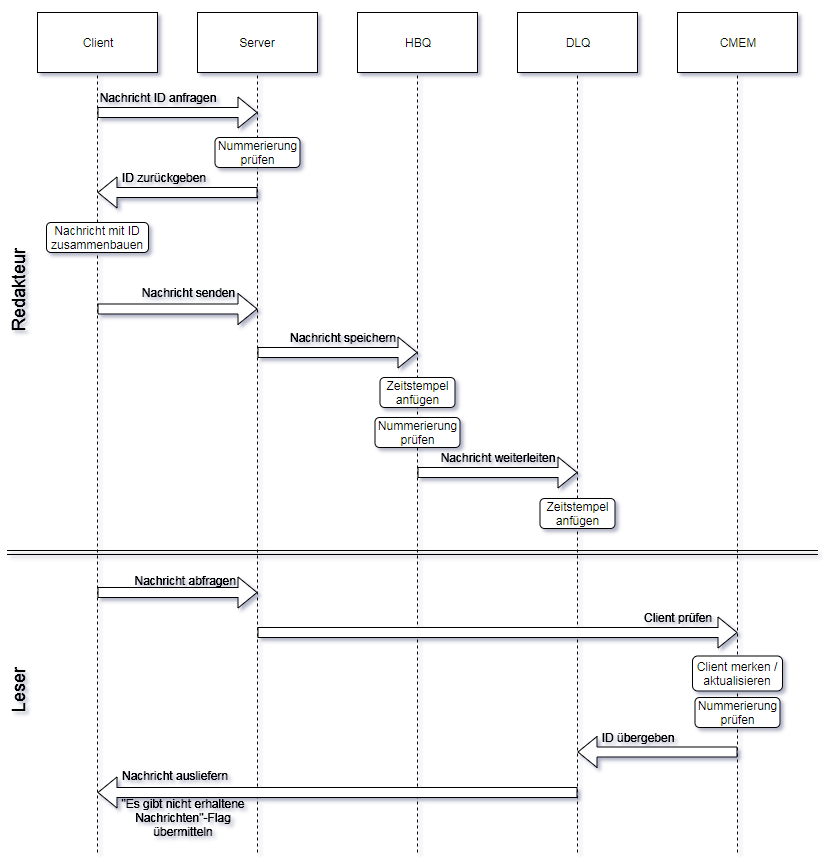 Client
Server
HBQ
DLQ
CMEM
Redakteur
Nachricht ID anfragen
Nummerierung
prüfen
ID zurückgeben
Nachricht mit ID
zusammenbauen
Nachricht senden
Nachricht speichern
Zeitstempel
anfügen
Nummerierung
prüfen
Nachricht weiterleiten
Zeitstempel
anfügen
Leser
Nachricht abfragen
Client prüfen
Client merken /
aktualisieren
Nummerierung
prüfen
ID übergeben
Nachricht ausliefern
"Es gibt nicht erhaltene
Nachrichten"-Flag
übermitteln